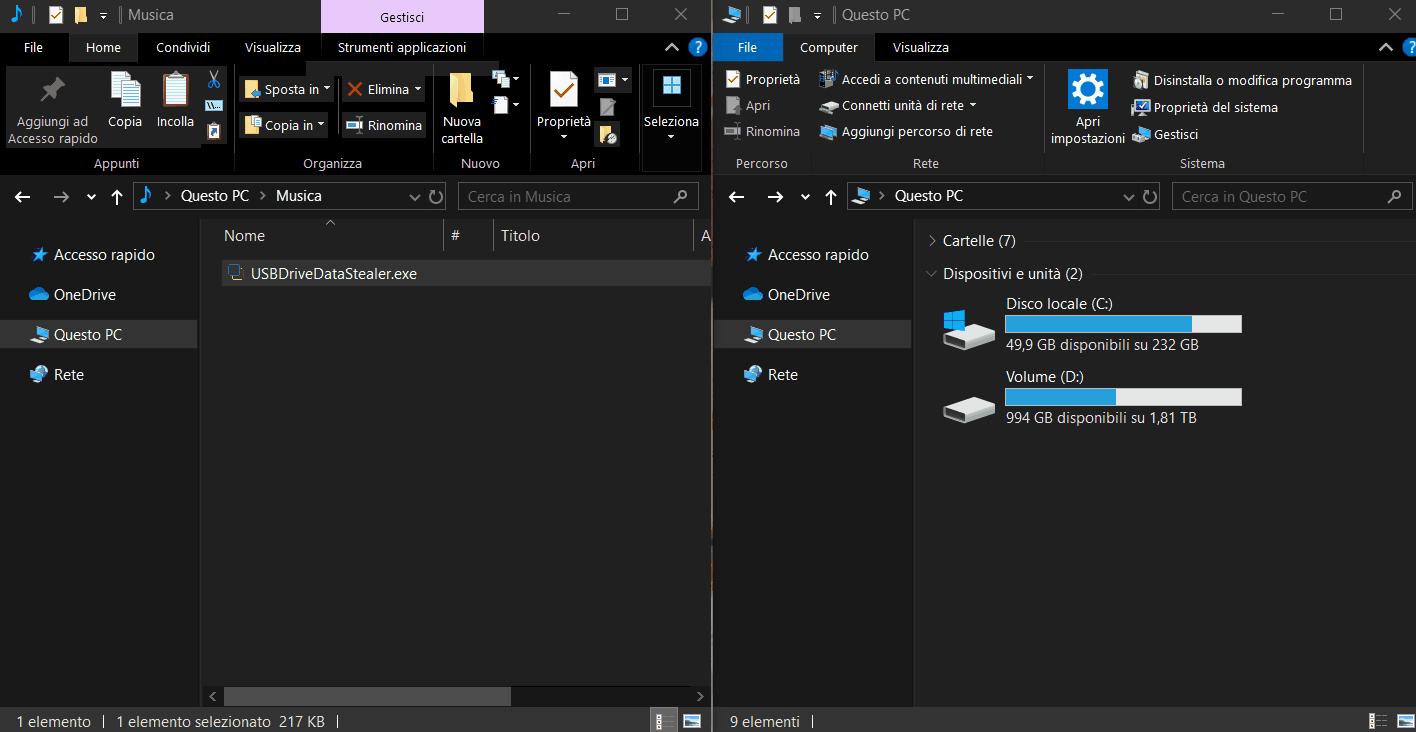 Musica
Gestisci
File Home Condividi Visualizza Strumenti applicazioni
Aggiungi ad
Accesso rapido
Copia
Incolla
Sposta in
Copia in
Elimina
Rinomina
Nuova
cartella
Proprietà
Seleziona
Appunti Organizza Nuovo Apri
Questo PC Musica
Cerca in Musica
Nome # Titolo A
Accesso rapido
OneDrive
Questo PC
Rete
USBDriveDataStealer.exe
1 elemento 1 elemento selezionato 217 KB
Questo PC
File Computer Visualizza
Proprietà
Apri
Rinomina
Accedi a contenuti multimediali
Connetti unità di rete
Aggiungi percorso di rete
Apri
impostazioni
Disinstalla o modifica programma
Proprietà del sistema
Gestisci
Percorso Rete Sistema
Questo PC
Cerca in Questo PC
Accesso rapido
OneDrive
Questo PC
Rete
Cartelle (7)
Dispositivi e unità (2)
Disco locale (C:)
49,9 GB disponibili su 232 GB
Volume (D:)
994 GB disponibili su 1,81 TB
9 elementi